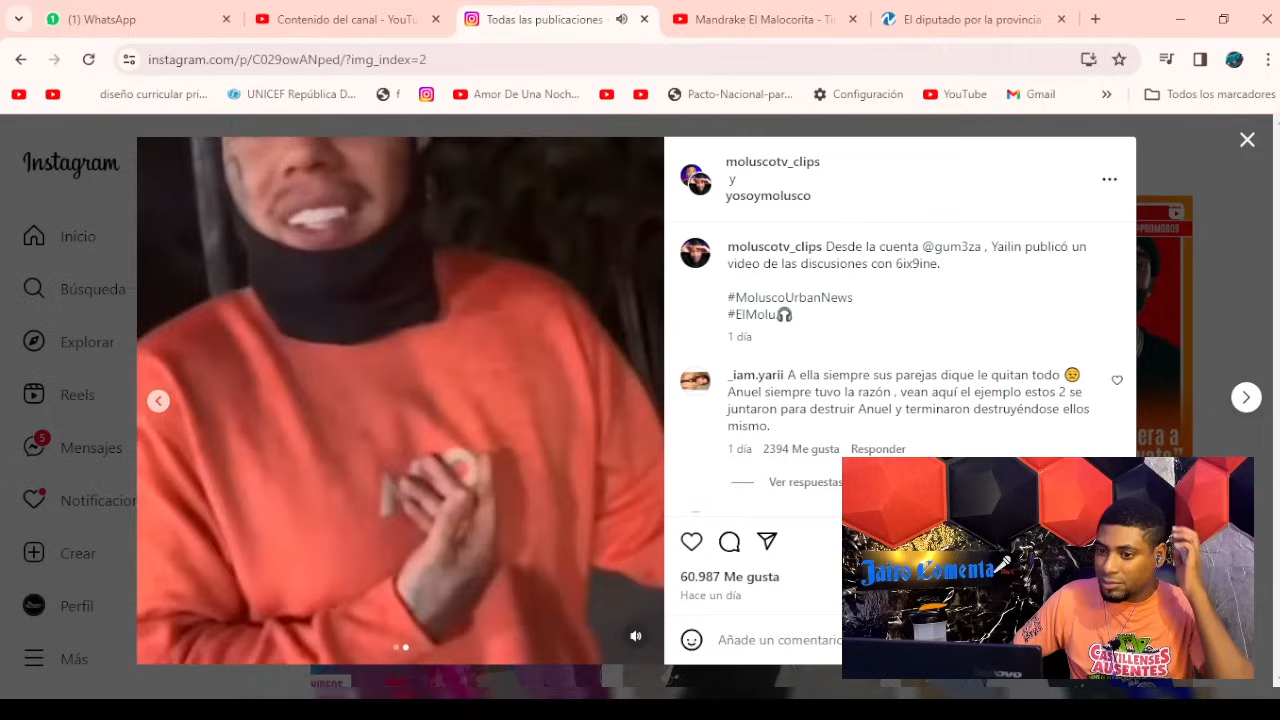 (1) WhatsApp
Contenido del canal - YouTu
Todas las publicaciones
Mandrake El Malocorita - Ti
El diputado por la provincia
instagram.com/p/C029owANped/?img_index=2
diseño curricular pri...
UNICEF República D...
f
Amor De Una Noch...
Pacto-Nacional-par...
Configuración
YouTube
Gmail
Todos los marcadores
Instagram
Inicio
Búsqueda
Explorar
Reels
5
Mensajes
Notificacion
Crear
Perfil
Más
moluscotv_clips
y
yosoymolusco
moluscotv_clips Desde la cuenta @gum3za , Yailin publicó un
video de las discusiones con 6ix9ine.
#MoluscoUrbanNews
#ElMolu🎧
1 día
_iam.yarii A ella siempre sus parejas dique le quitan todo 😔
Anuel siempre tuvo la razón , vean aquí el ejemplo estos 2 se
juntaron para destruir Anuel y terminaron destruyéndose ellos
mismo.
1 día 2394 Me gusta Responder
Ver respuestas
60.987 Me gusta
Hace un día
Añade un comentario
Jairo Komenta
CASTILLENSES
AUSENTES
VIDEOS